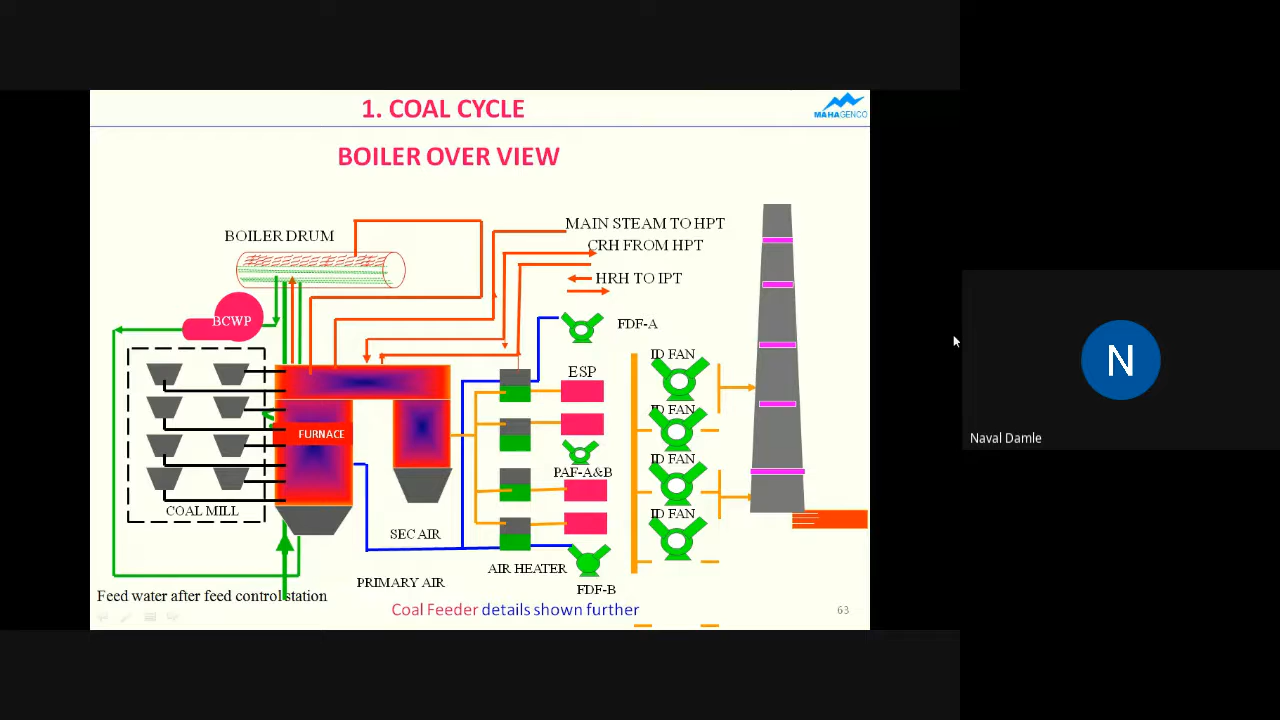 1. COAL CYCLE
MAHAGENCO
BOILER OVER VIEW
MAIN STEAM TO HPT
BOILER DRUM
CRH FROM HPT
HRH TO IPT
BCWP
FDF-A
ID FAN
ESP
ID FAN
FURNACE
ID FAN
PAF-A&B
COAL MILL
ID FAN
SEC AIR
AIR HEATER
PRIMARY AIR
FDF-B
Feed water after feed control station
Coal Feeder details shown further
63
N
Naval Damle